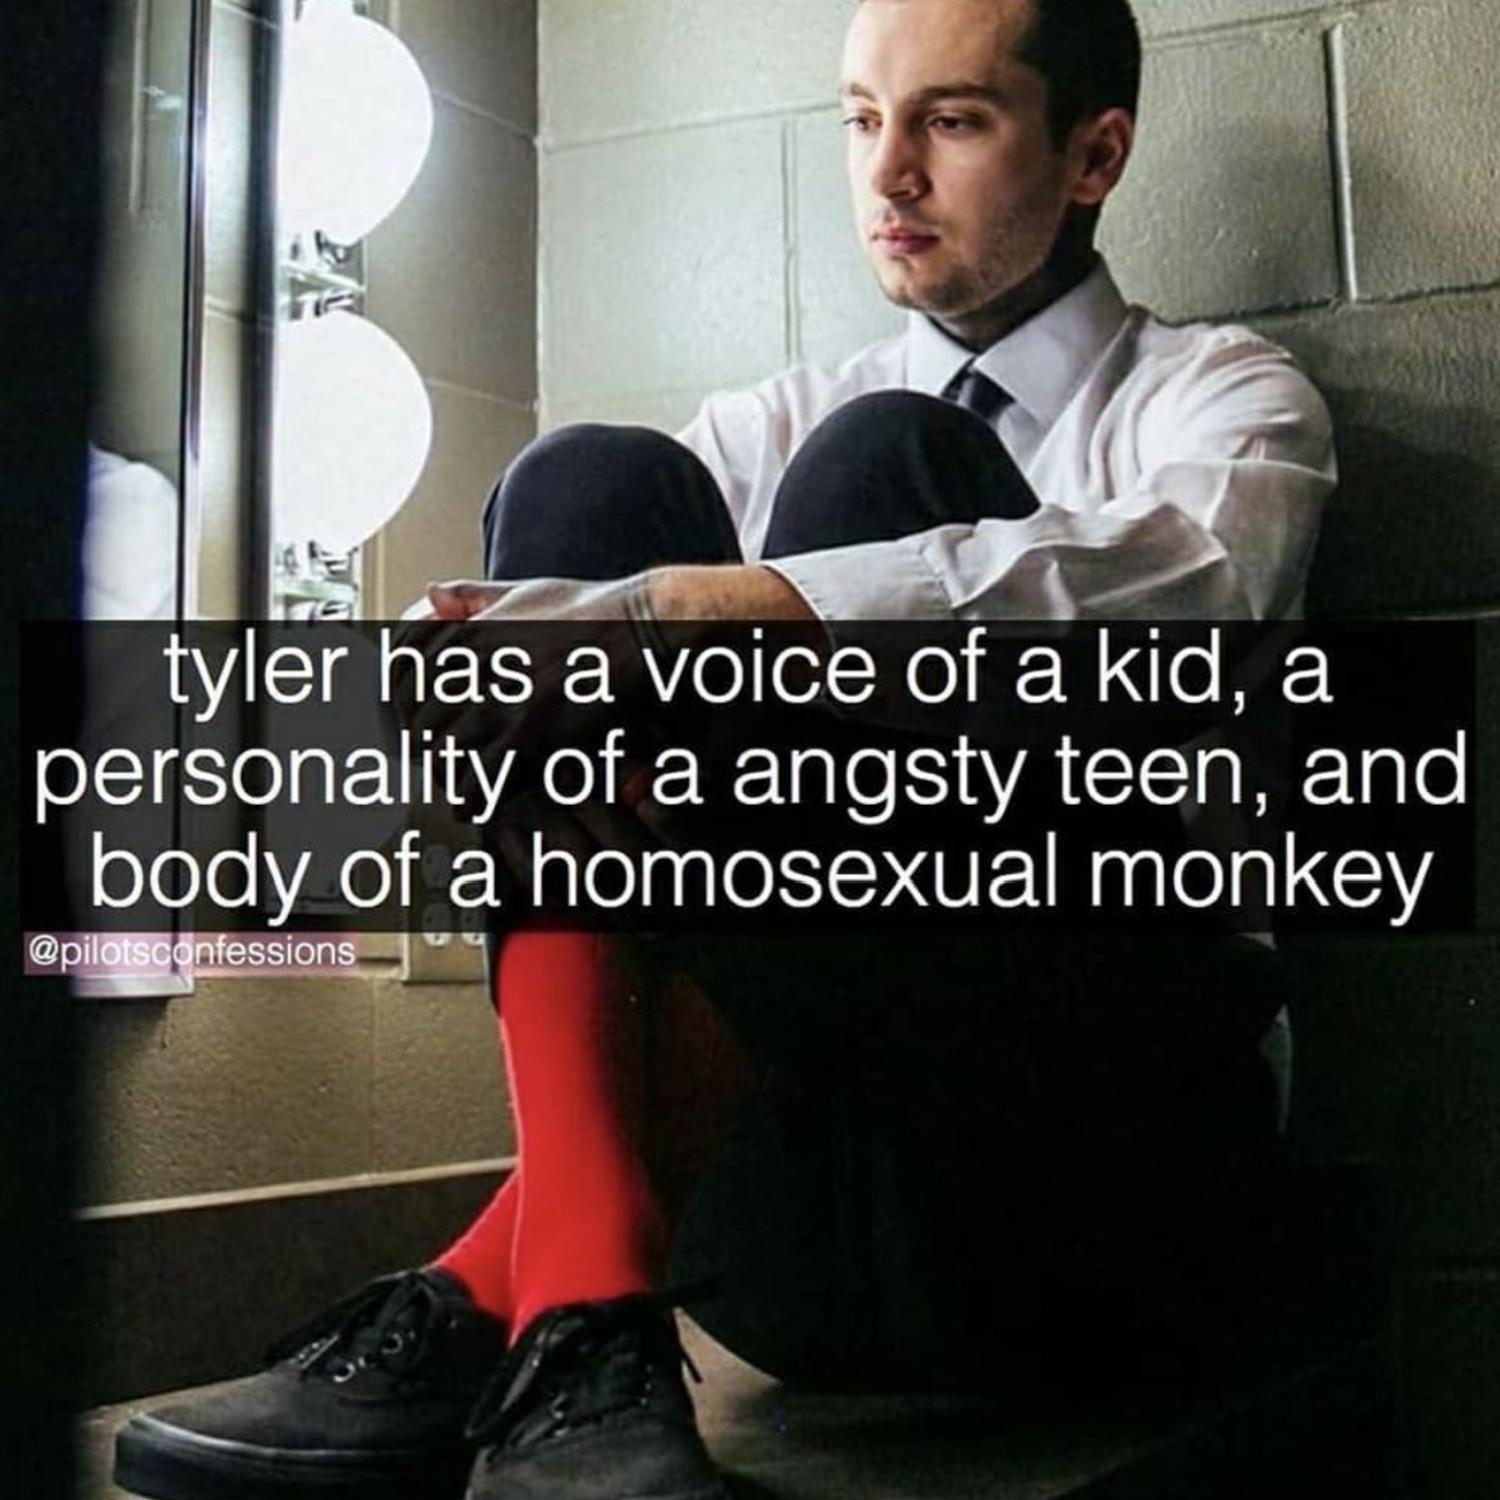 tyler has a voice of a kid, a
personality of a angsty teen, and
body of a homosexual monkey
@pilotsconfessions